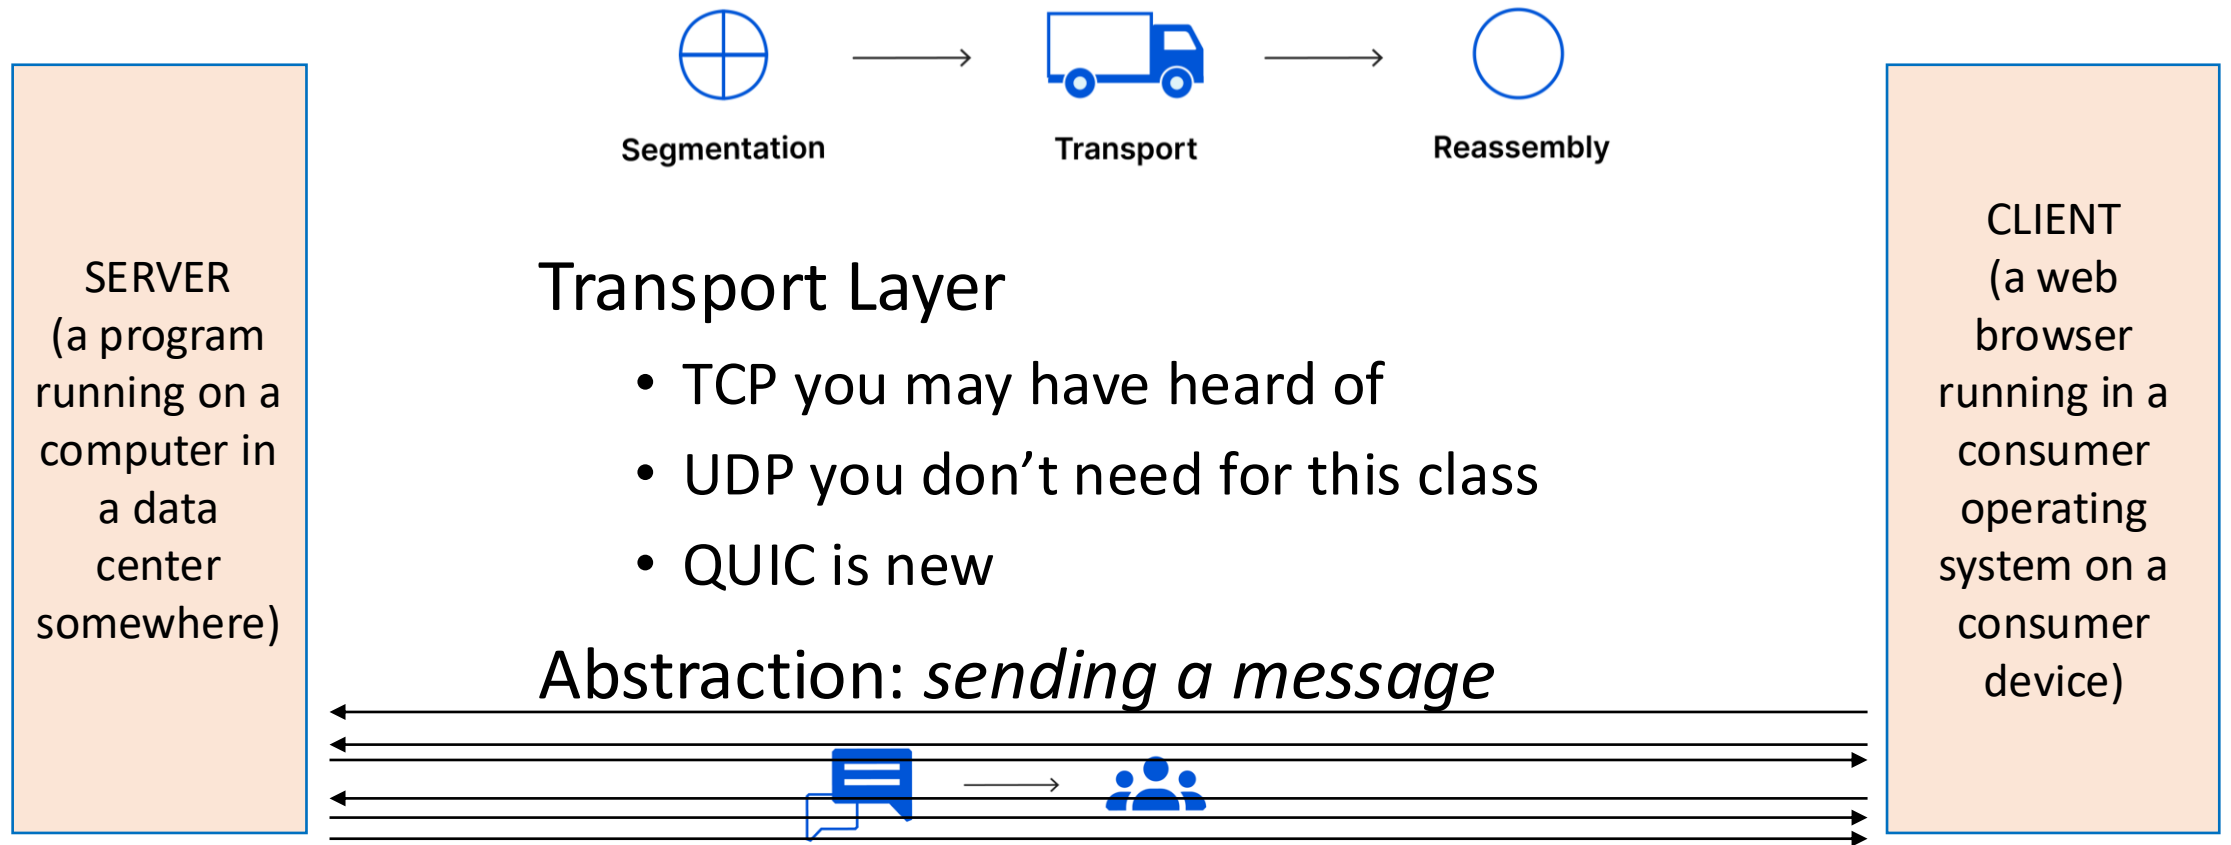 Segmentation
Transport
Reassembly
SERVER
(a program
running on a
computer in
a data
center
somewhere)
Transport Layer
• TCP you may have heard of
• UDP you don’t need for this class
• QUIC is new
Abstraction: sending a message
CLIENT
(a web
browser
running in a
consumer
operating
system on a
consumer
device)